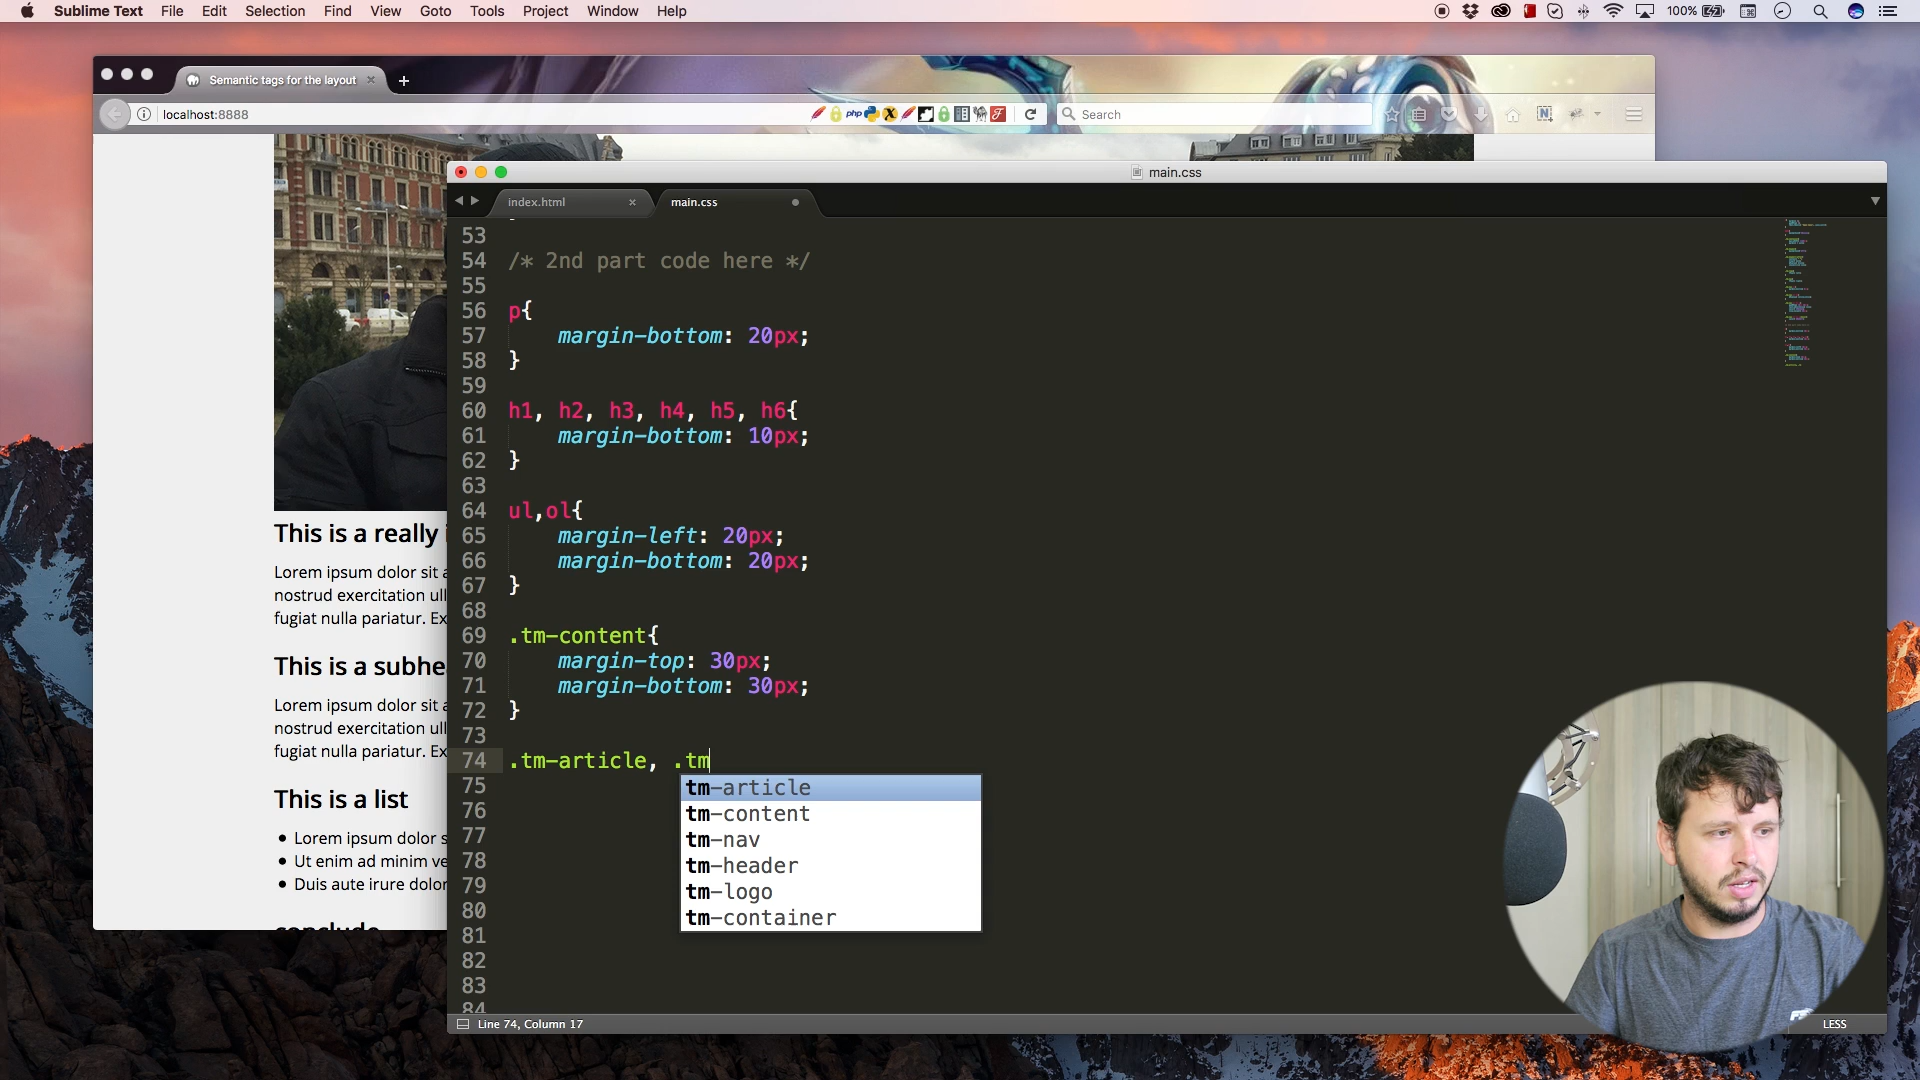 Sublime Text File Edit Selection Find View Goto Tools Project Window Help
100%
Semantic tags for the layout
localhost:8888
php
Search
main.css
index.html
main.css
53
54 /* 2nd part code here */
55
56 p{
57 margin-bottom: 20px;
58 }
59
60 h1, h2, h3, h4, h5, h6{
61 margin-bottom: 10px;
62 }
63
64 ul,ol{
65 margin-left: 20px;
66 margin-bottom: 20px;
67 }
68
69 .tm-content{
70 margin-top: 30px;
71 margin-bottom: 30px;
72 }
73
74 .tm-article, .tm
75
76
77
78
79
80
81
82
83
84
tm-article
tm-content
tm-nav
tm-header
tm-logo
tm-container
Line 74, Column 17
LESS
This is a really
Lorem ipsum dolor sit
nostrud exercitation ull
fugiat nulla pariatur. Ex
This is a subhe
Lorem ipsum dolor sit
nostrud exercitation ull
fugiat nulla pariatur. Ex
This is a list
Lorem ipsum dolor s
Ut enim ad minim ve
Duis aute irure dolor
conclude